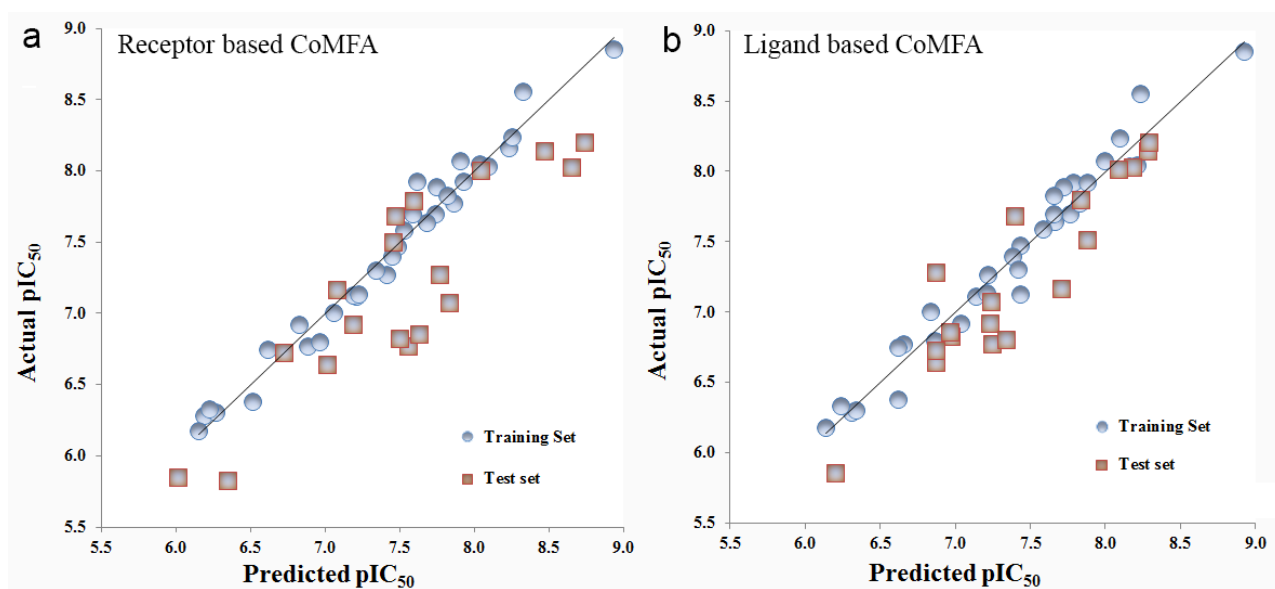 a
Receptor based CoMFA
9.0
8.5
8.0
7.5
7.0
6.5
6.0
5.5
Actual pIC50
Training Set
Test set
5.5 6.0 6.5 7.0 7.5 8.0 8.5 9.0
Predicted pIC50
b
Ligand based CoMFA
9.0
8.5
8.0
7.5
7.0
6.5
6.0
5.5
Actual pIC50
Training Set
Test set
5.5 6.0 6.5 7.0 7.5 8.0 8.5 9.0
Predicted pIC50